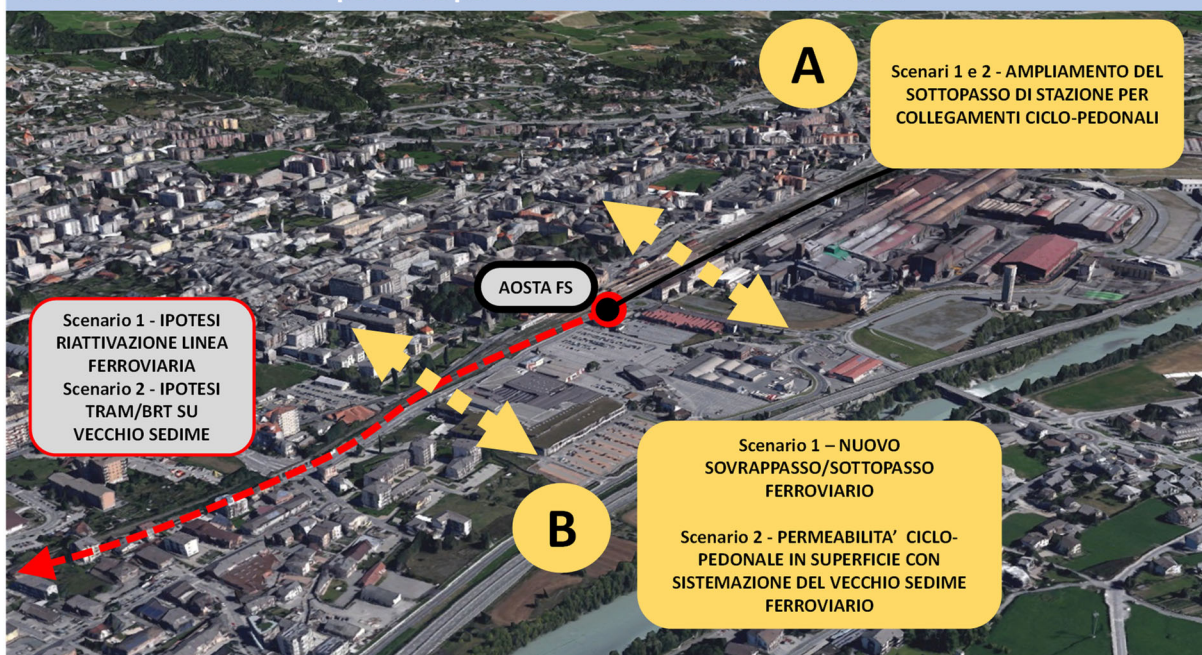 A
Scenari 1 e 2 - AMPLIAMENTO DEL
SOTTOPASSO DI STAZIONE PER
COLLEGAMENTI CICLO-PEDONALI
AOSTA FS
Scenario 1 - IPOTESI
RIATTIVAZIONE LINEA
FERROVIARIA
Scenario 2 - IPOTESI
TRAM/BRT SU
VECCHIO SEDIME
B
Scenario 1 – NUOVO
SOVRAPPASSO/SOTTOPASSO
FERROVIARIO
Scenario 2 - PERMEABILITA’ CICLO-
PEDONALE IN SUPERFICIE CON
SISTEMAZIONE DEL VECCHIO SEDIME
FERROVIARIO